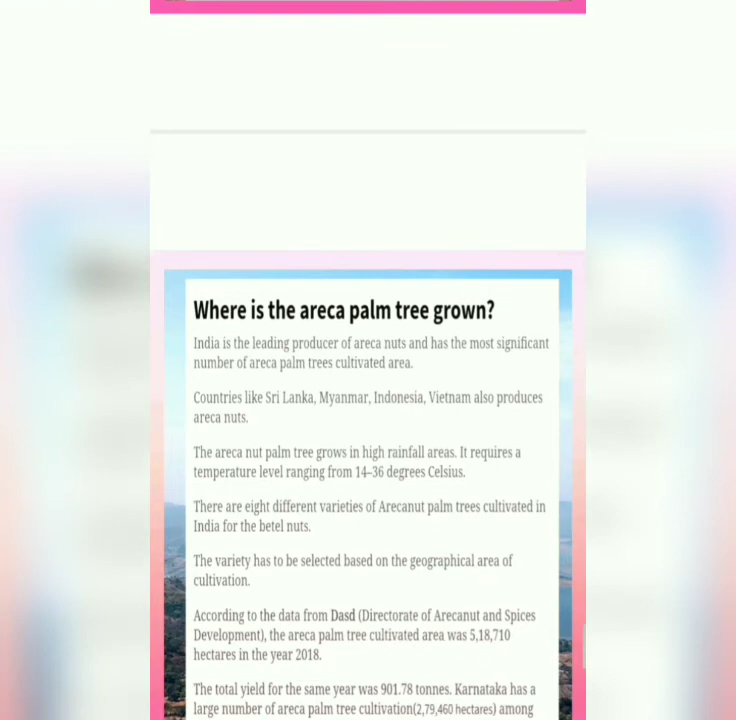 Where is the areca palm tree grown?
India is the leading producer of areca nuts and has the most significant
number of areca palm trees cultivated area.
Countries like Sri Lanka, Myanmar, Indonesia, Vietnam also produces
areca nuts.
The areca nut palm tree grows in high rainfall areas. It requires a
temperature level ranging from 14–36 degrees Celsius.
There are eight different varieties of Arecanut palm trees cultivated in
India for the betel nuts.
The variety has to be selected based on the geographical area of
cultivation.
According to the data from Dasd (Directorate of Arecanut and Spices
Development), the areca palm tree cultivated area was 5,18,710
hectares in the year 2018.
The total yield for the same year was 901.78 tonnes. Karnataka has a
large number of areca palm tree cultivation(2,79,460 hectares) among